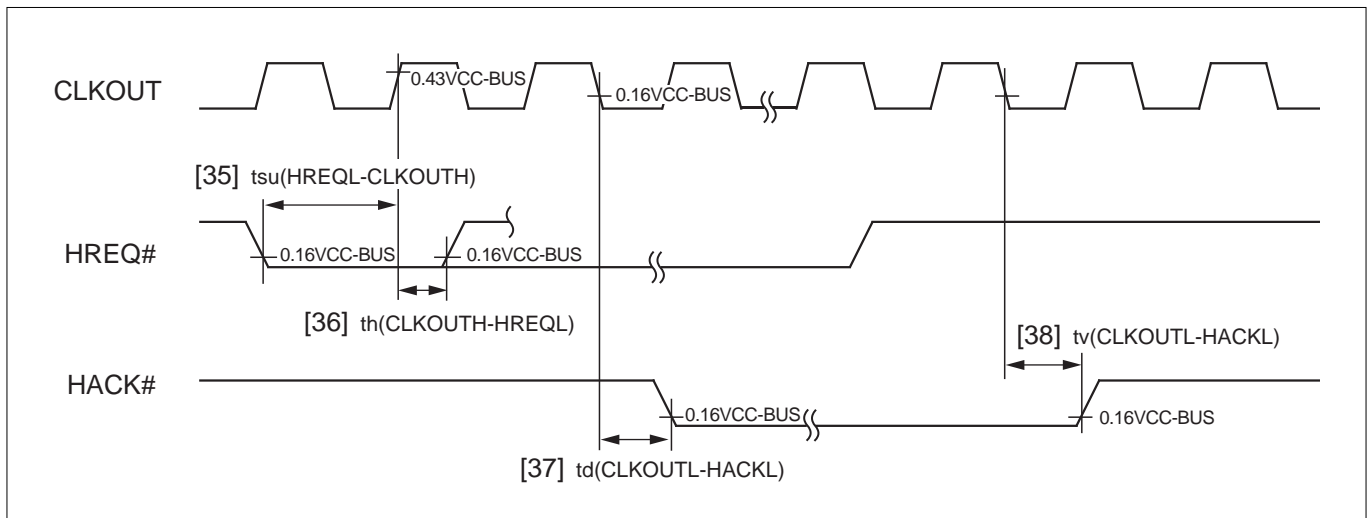 CLKOUT
0.43VCC-BUS
0.16VCC-BUS
[35] tsu(HREQL-CLKOUTH)
HREQ#
0.16VCC-BUS
0.16VCC-BUS
[36] th(CLKOUTH-HREQL)
[38] tv(CLKOUTL-HACKL)
HACK#
0.16VCC-BUS
0.16VCC-BUS
[37] td(CLKOUTL-HACKL)